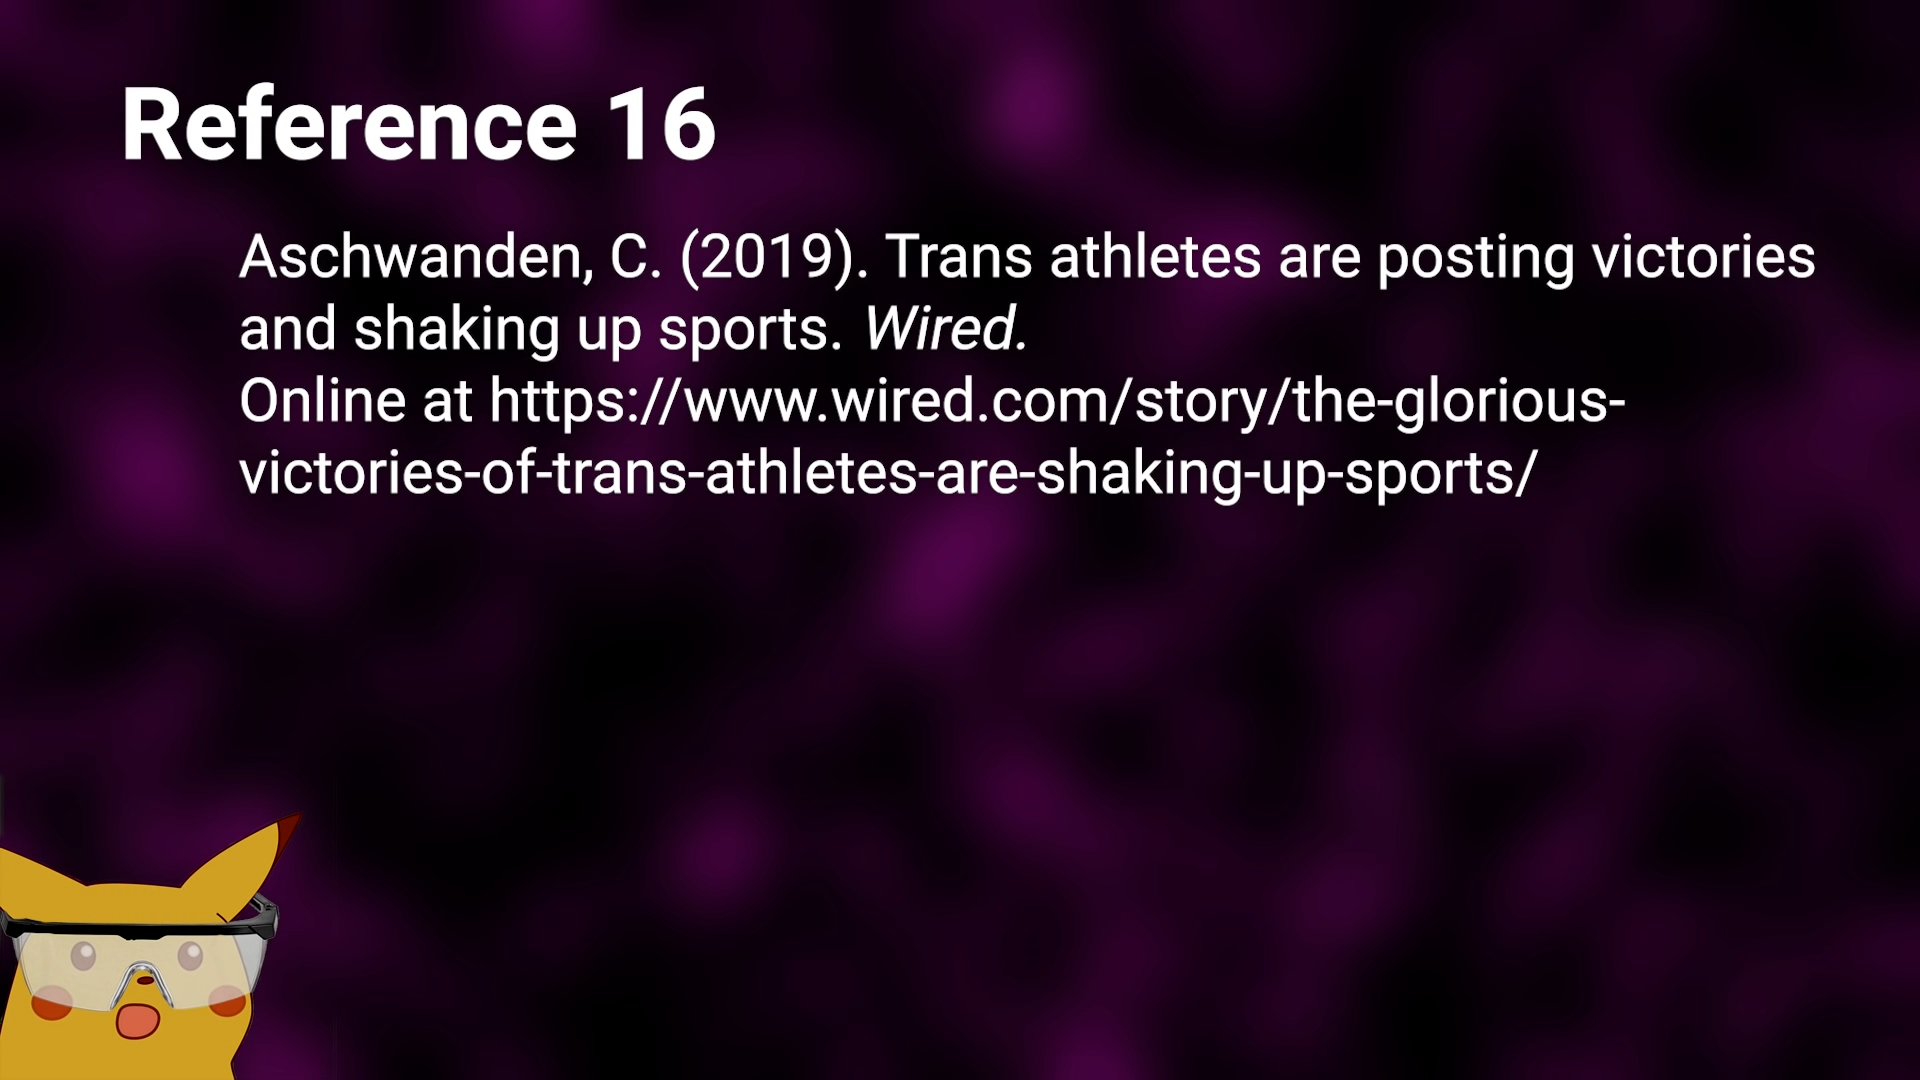 Reference 16
Aschwanden, C. (2019). Trans athletes are posting victories
and shaking up sports. Wired.
Online at https://www.wired.com/story/the-glorious-
victories-of-trans-athletes-are-shaking-up-sports/